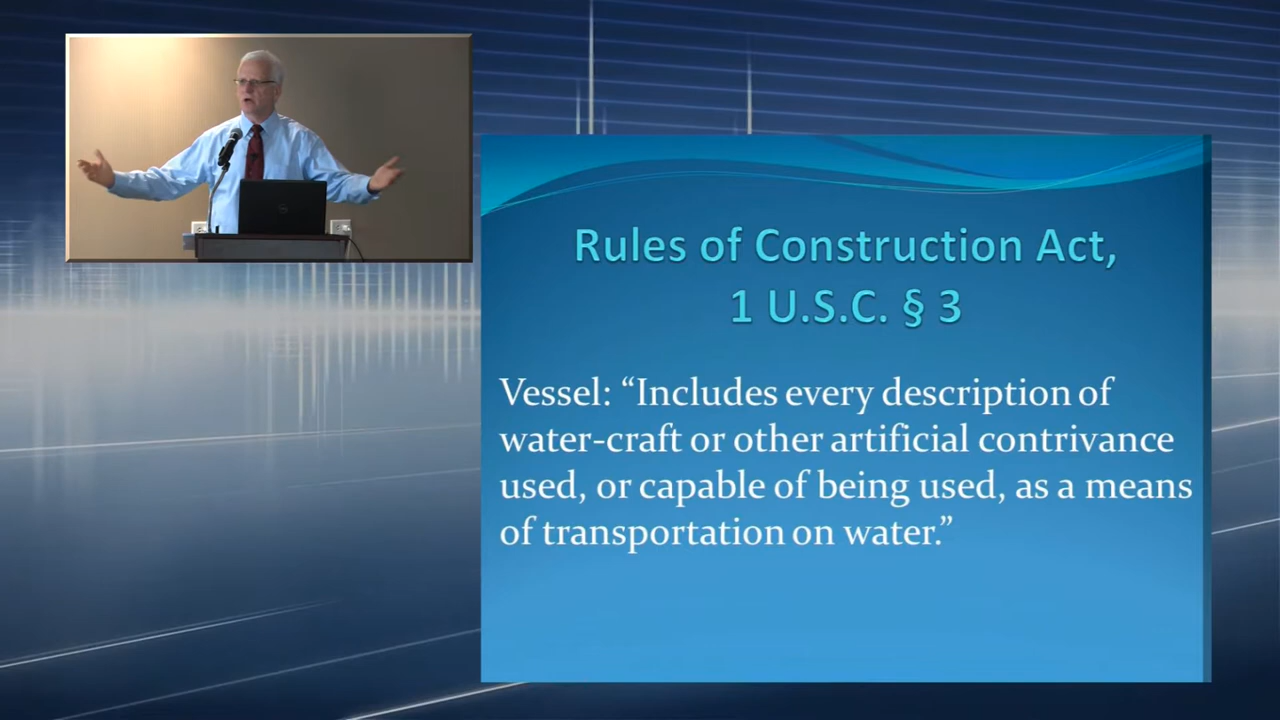 Rules of Construction Act,
1 U.S.C. § 3
Vessel: “Includes every description of
water-craft or other artificial contrivance
used, or capable of being used, as a means
of transportation on water.”